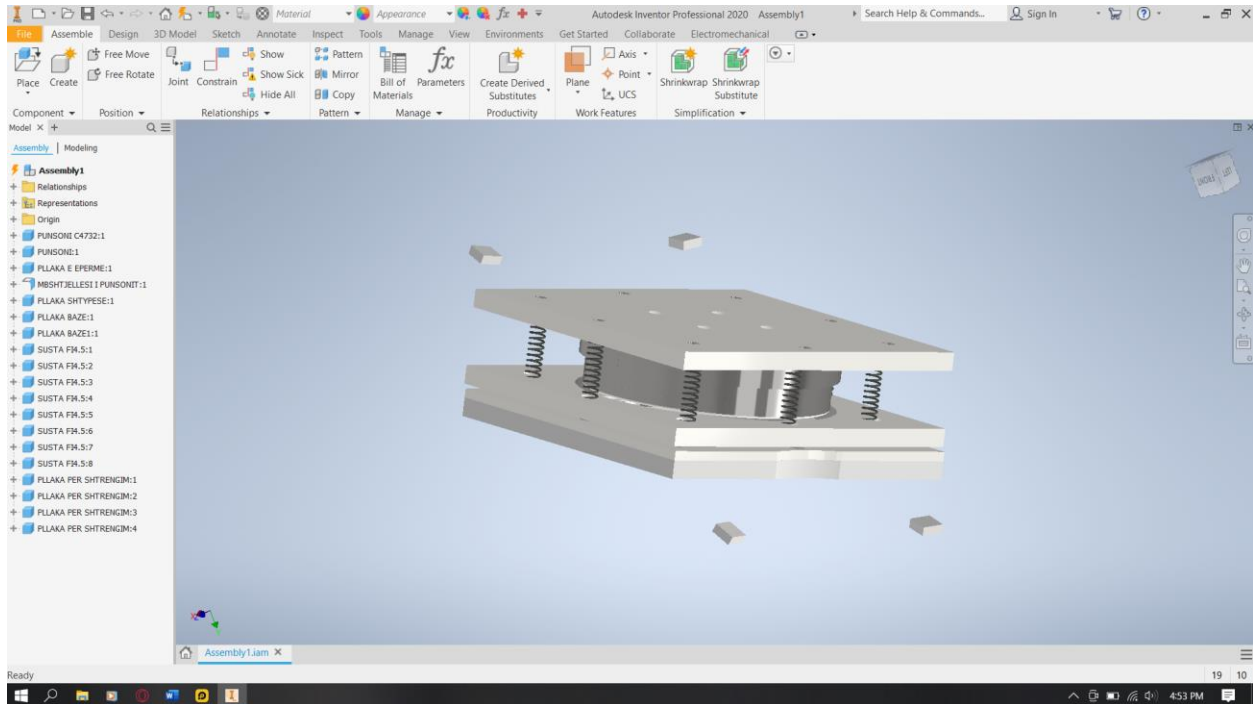 Material
Appearance
fx
Autodesk Inventor Professional 2020 Assembly1
Search Help & Commands...
Sign In
File Assemble Design 3D Model Sketch Annotate Inspect Tools Manage View Environments Get Started Collaborate Electromechanical
Place
Create
Free Move
Free Rotate
Joint
Constrain
Show
Show Sick
Hide All
Pattern
Mirror
Copy
Bill of
Materials
fx
Parameters
Create Derived
Substitutes
Plane
Axis
Point
UCS
Shrinkwrap
Shrinkwrap
Substitute
Component Position Relationships Pattern Manage Productivity Work Features Simplification
Model
Assembly | Modeling
Assembly1
Relationships
Representations
Origin
PUNSONI C4732:1
PUNSONI:1
PLLAKA E EPERME:1
MBSHTJELLESI I PUNSONIT:1
PLLAKA SHTYPESE:1
PLLAKA BAZE:1
PLLAKA BAZE1:1
SUSTA FI4.5:1
SUSTA FI4.5:2
SUSTA FI4.5:3
SUSTA FI4.5:4
SUSTA FI4.5:5
SUSTA FI4.5:6
SUSTA FI4.5:7
SUSTA FI4.5:8
PLLAKA PER SHTRENGIM:1
PLLAKA PER SHTRENGIM:2
PLLAKA PER SHTRENGIM:3
PLLAKA PER SHTRENGIM:4
FRONT
Assembly1.iam
Ready
19 10
4:53 PM